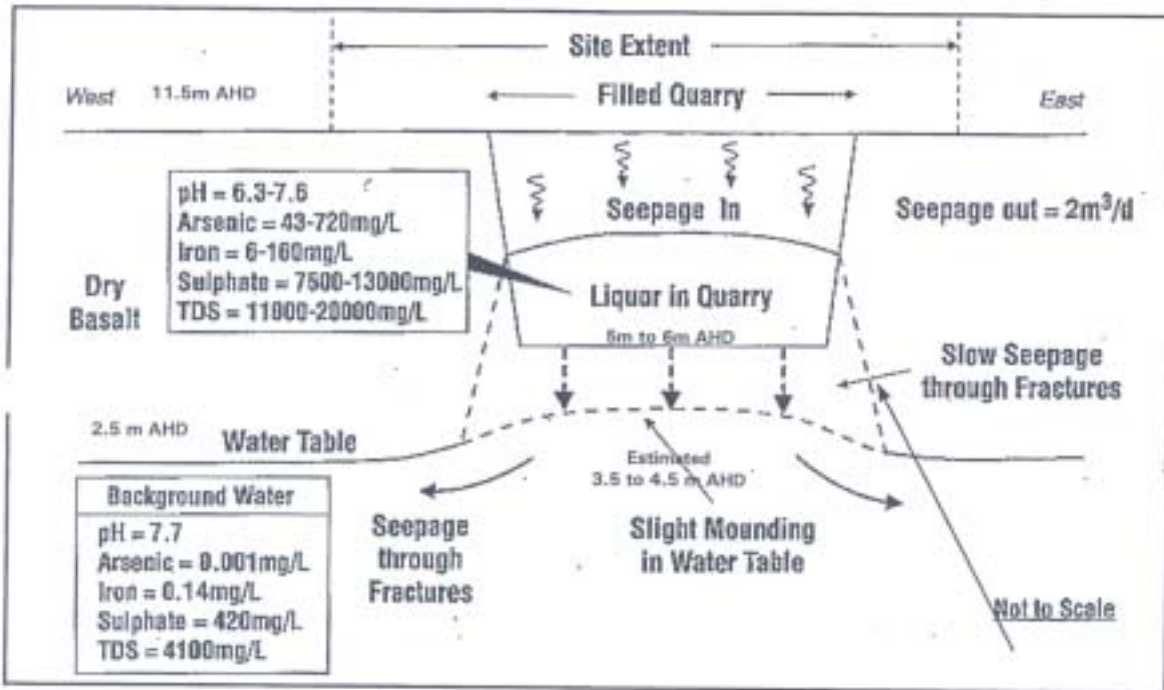 Site Extent
West 11.5m AHD
Filled Quarry
East
pH = 6.3-7.6
Arsenic = 43-720mg/L
Iron = 6-160mg/L
Sulphate = 7500-13000mg/L
TDS = 11000-20000mg/L
Seepage In
Seepage out = 2m³/d
Dry
Basalt
Liquor in Quarry
5m to 6m AHD
Slow Seepage
through Fractures
2.5 m AHD
Water Table
Estimated
3.5 to 4.5 m AHD
Background Water
pH = 7.7
Arsenic = 0.001mg/L
Iron = 0.14mg/L
Sulphate = 420mg/L
TDS = 4100mg/L
Seepage
through
Fractures
Slight Mounding
in Water Table
Not to Scale